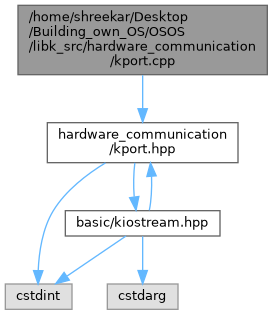 /home/shreekar/Desktop
/Building_own_OS/OSOS
/libk_src/hardware_communication
/kport.cpp
hardware_communication
/kport.hpp
basic/kiostream.hpp
cstdint
cstdarg